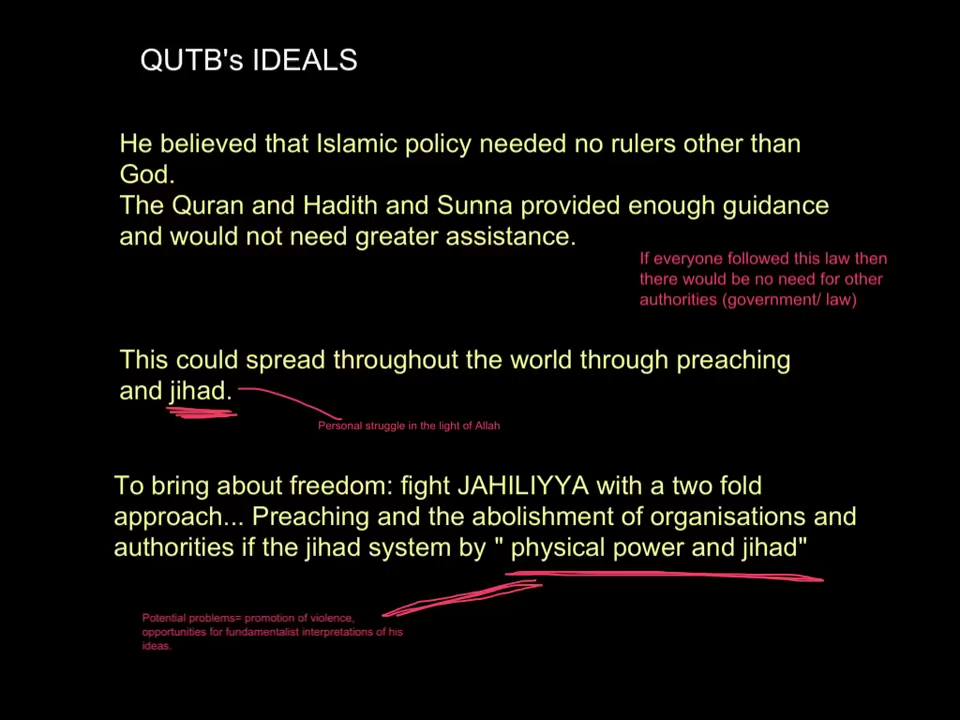 QUTB's IDEALS
He believed that Islamic policy needed no rulers other than
God.
The Quran and Hadith and Sunna provided enough guidance
and would not need greater assistance.
If everyone followed this law then
there would be no need for other
authorities (government/ law)
This could spread throughout the world through preaching
and jihad.
Personal struggle in the light of Allah
To bring about freedom: fight JAHILIYYA with a two fold
approach... Preaching and the abolishment of organisations and
authorities if the jihad system by " physical power and jihad"
Potential problems= promotion of violence,
opportunities for fundamentalist interpretations of his
ideas.